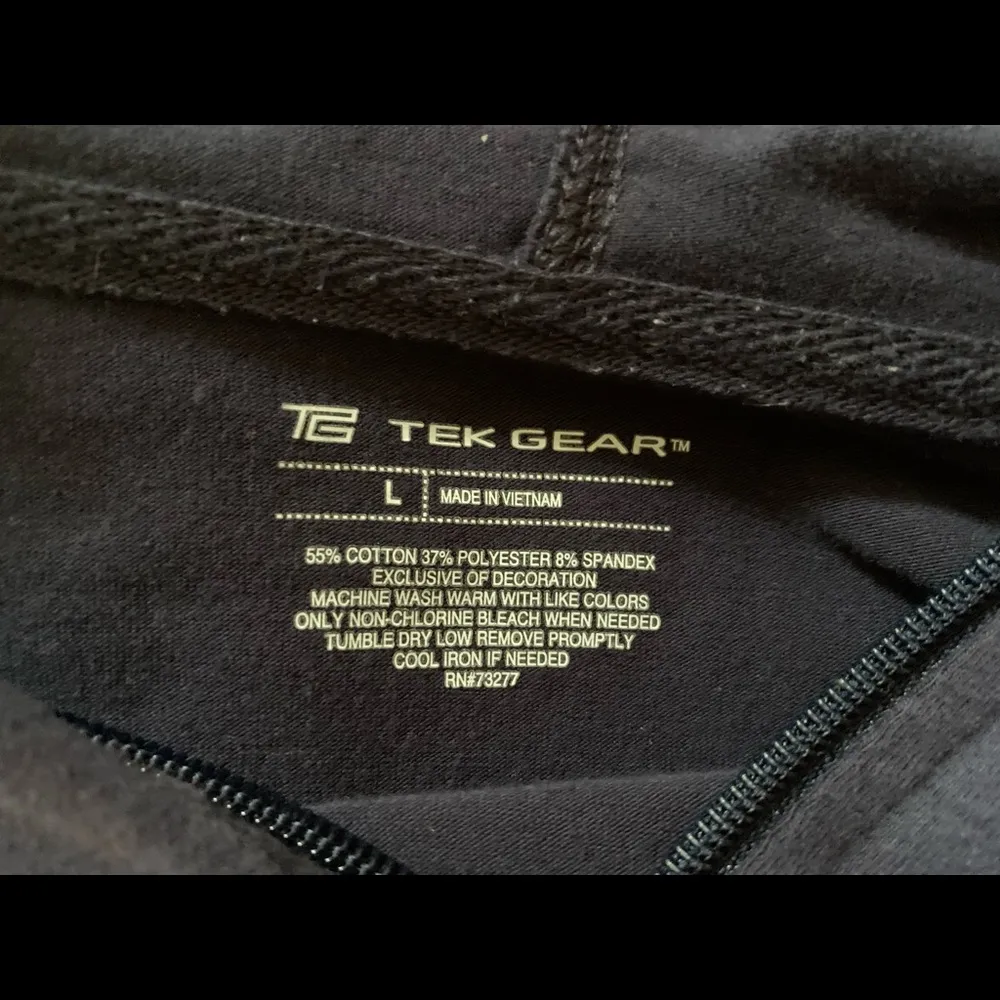 TG TEK GEAR™
L MADE IN VIETNAM
55% COTTON 37% POLYESTER 8% SPANDEX
EXCLUSIVE OF DECORATION
MACHINE WASH WARM WITH LIKE COLORS
ONLY NON-CHLORINE BLEACH WHEN NEEDED
TUMBLE DRY LOW REMOVE PROMPTLY
COOL IRON IF NEEDED
RN#73277